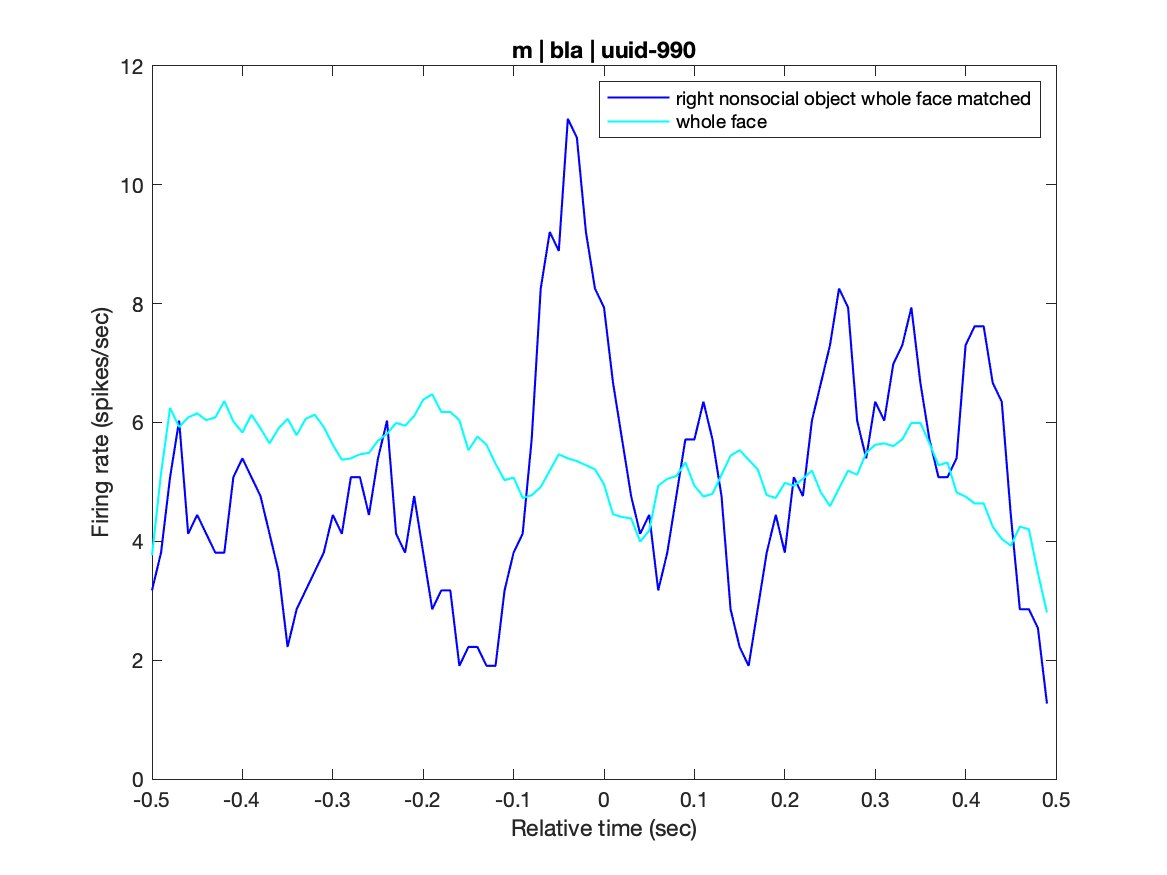 m | bla | uuid-990
right nonsocial object whole face matched
whole face
Firing rate (spikes/sec)
12
10
8
6
4
2
0
-0.5 -0.4 -0.3 -0.2 -0.1 0 0.1 0.2 0.3 0.4 0.5
Relative time (sec)